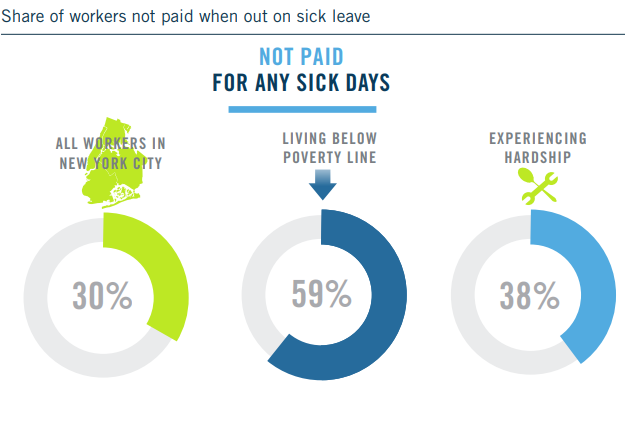 Share of workers not paid when out on sick leave
NOT PAID
FOR ANY SICK DAYS
ALL WORKERS IN
NEW YORK CITY
30%
LIVING BELOW
POVERTY LINE
59%
EXPERIENCING
HARDSHIP
38%